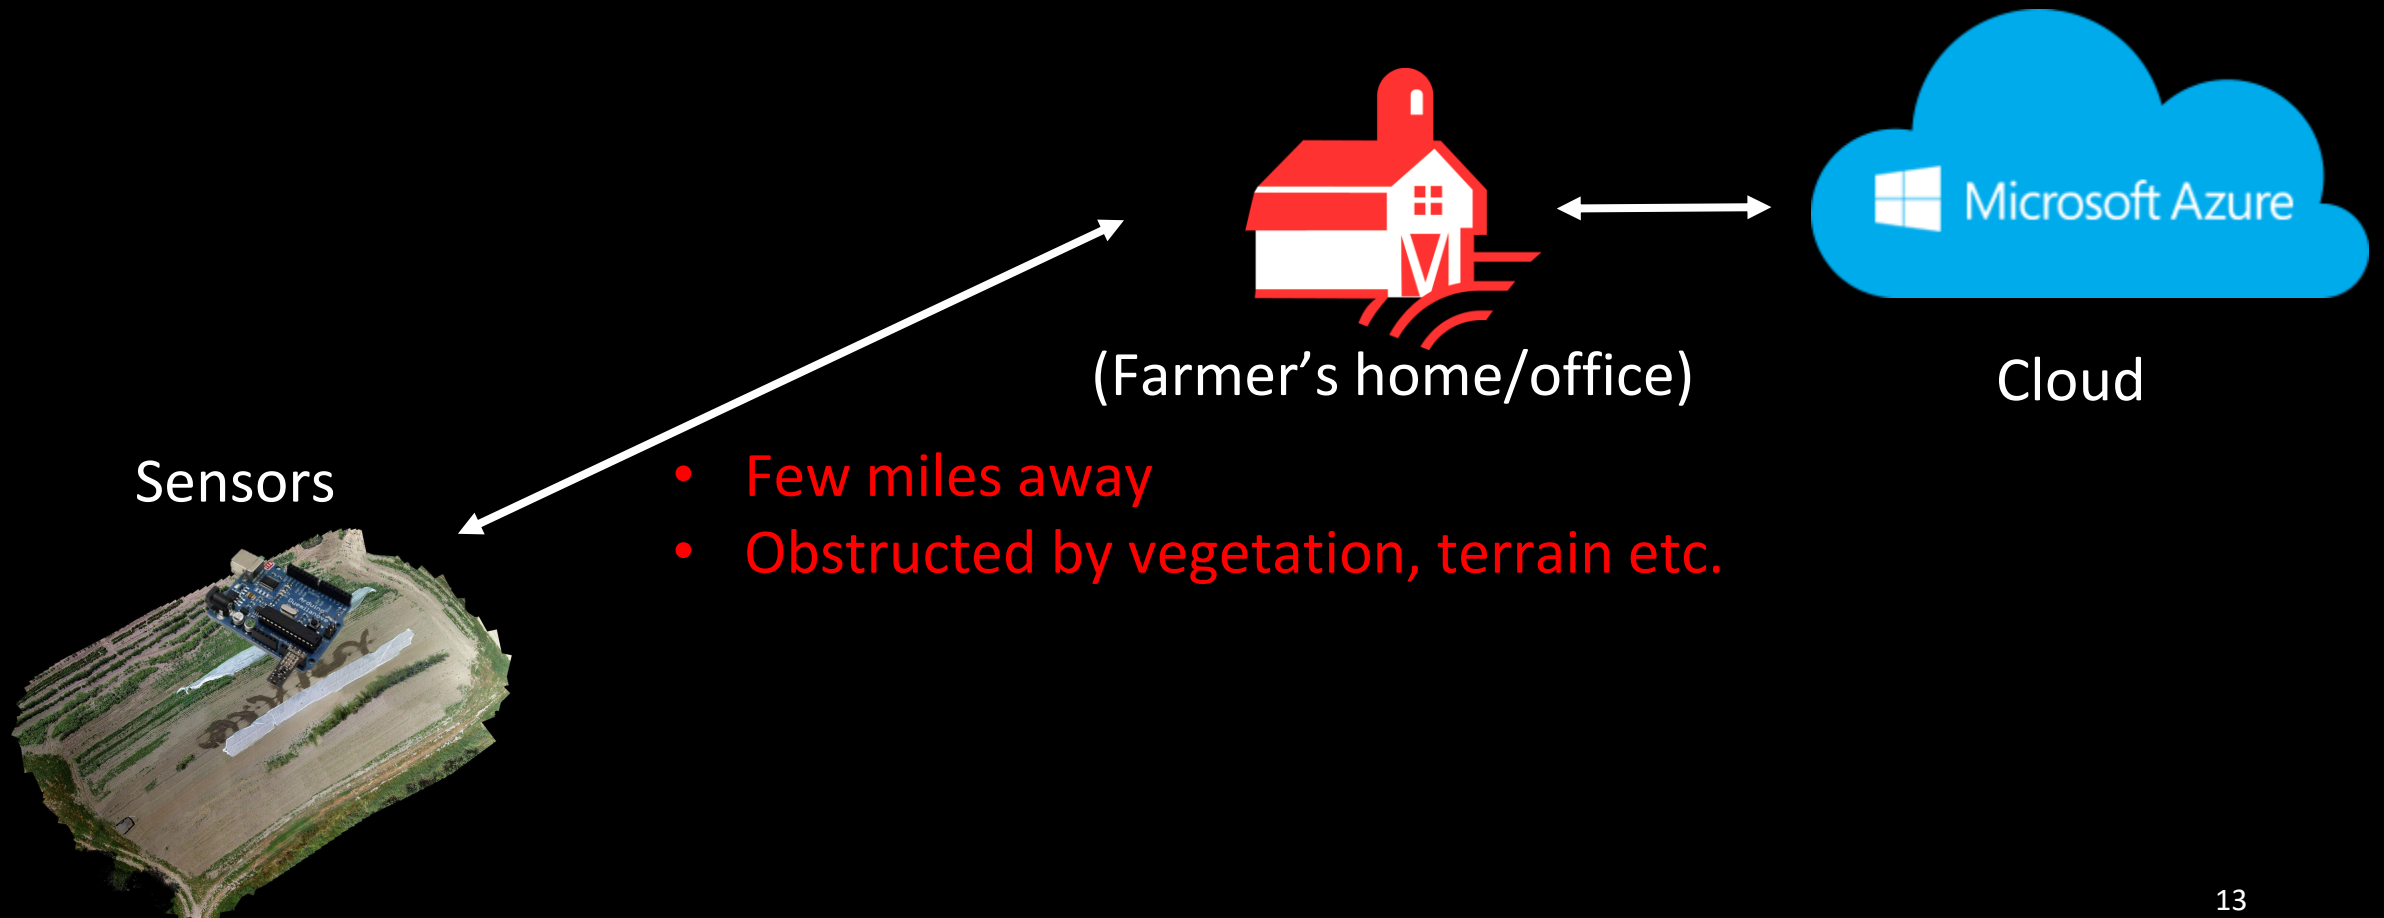 Microsoft Azure
(Farmer’s home/office)
Cloud
Sensors
• Few miles away
• Obstructed by vegetation, terrain etc.
13